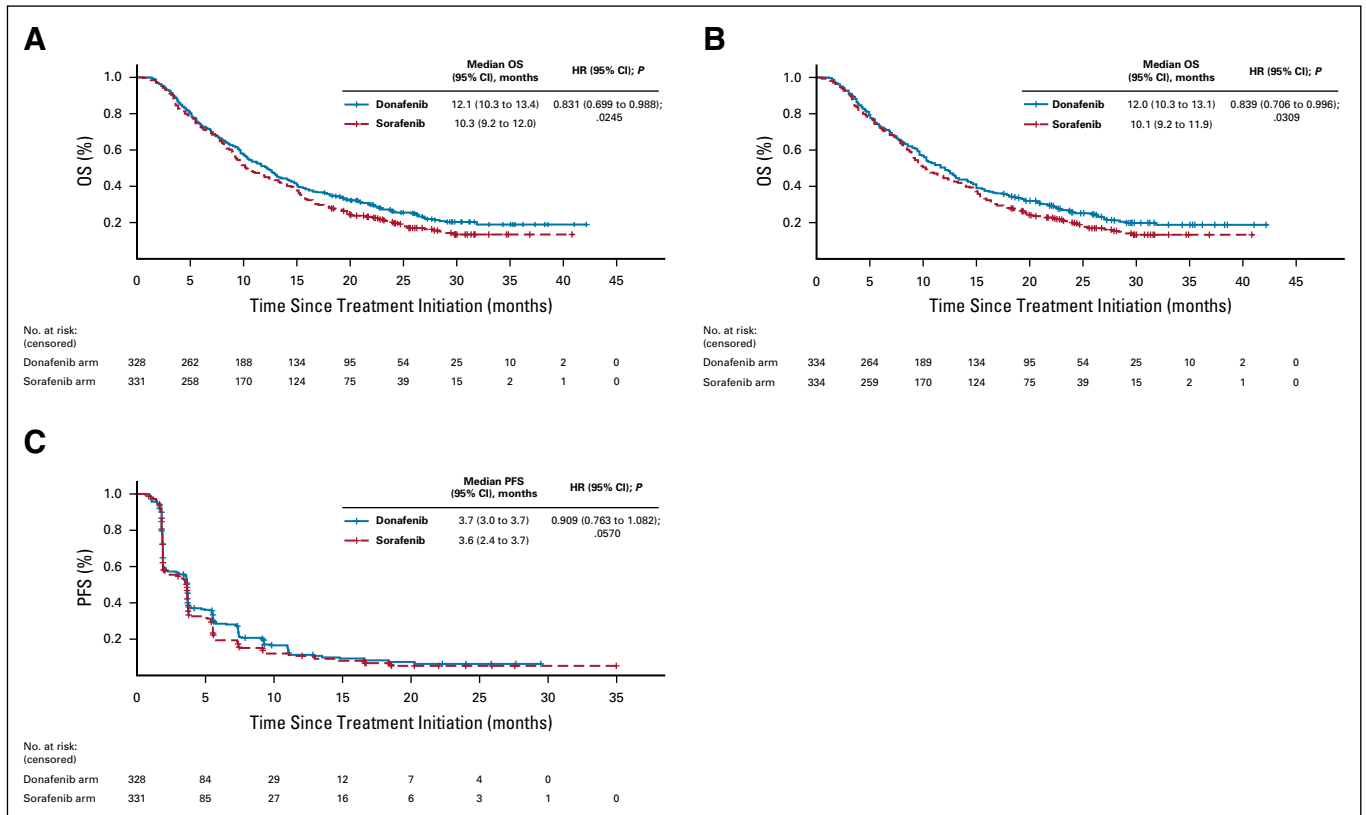 A
Median OS
(95% CI), months
HR (95% CI); P
Donafenib 12.1 (10.3 to 13.4) 0.831 (0.699 to 0.988);
.0245
Sorafenib 10.3 (9.2 to 12.0)
OS (%)
1.0
0.8
0.6
0.4
0.2
0 5 10 15 20 25 30 35 40 45
Time Since Treatment Initiation (months)
No. at risk:
(censored)
Donafenib arm 328 262 188 134 95 54 25 10 2 0
Sorafenib arm 331 258 170 124 75 39 15 2 1 0
B
Median OS
(95% CI), months
HR (95% CI); P
Donafenib 12.0 (10.3 to 13.1) 0.839 (0.706 to 0.996);
.0309
Sorafenib 10.1 (9.2 to 11.9)
OS (%)
1.0
0.8
0.6
0.4
0.2
0 5 10 15 20 25 30 35 40 45
Time Since Treatment Initiation (months)
No. at risk:
(censored)
Donafenib arm 334 264 189 134 95 54 25 10 2 0
Sorafenib arm 334 259 170 124 75 39 15 2 1 0
C
Median PFS
(95% CI), months
HR (95% CI); P
Donafenib 3.7 (3.0 to 3.7) 0.909 (0.763 to 1.082);
.0570
Sorafenib 3.6 (2.4 to 3.7)
PFS (%)
1.0
0.8
0.6
0.4
0.2
0 5 10 15 20 25 30 35
Time Since Treatment Initiation (months)
No. at risk:
(censored)
Donafenib arm 328 84 29 12 7 4 0
Sorafenib arm 331 85 27 16 6 3 1 0